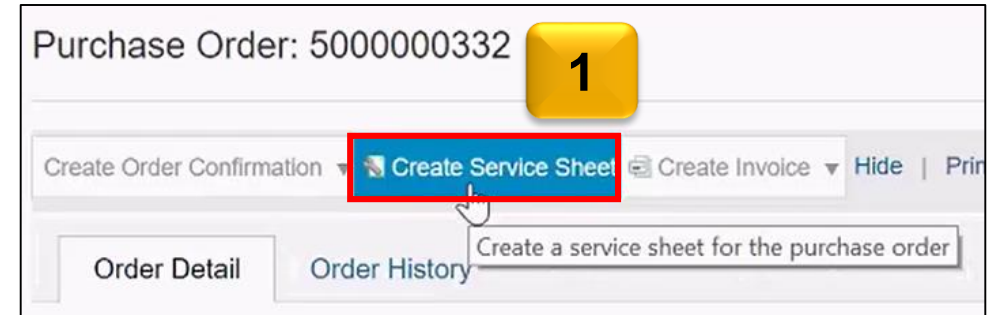 Purchase Order: 5000000332
1
Create Order Confirmation Create Service Sheet Create Invoice Hide | Prin
Create a service sheet for the purchase order
Order Detail Order History